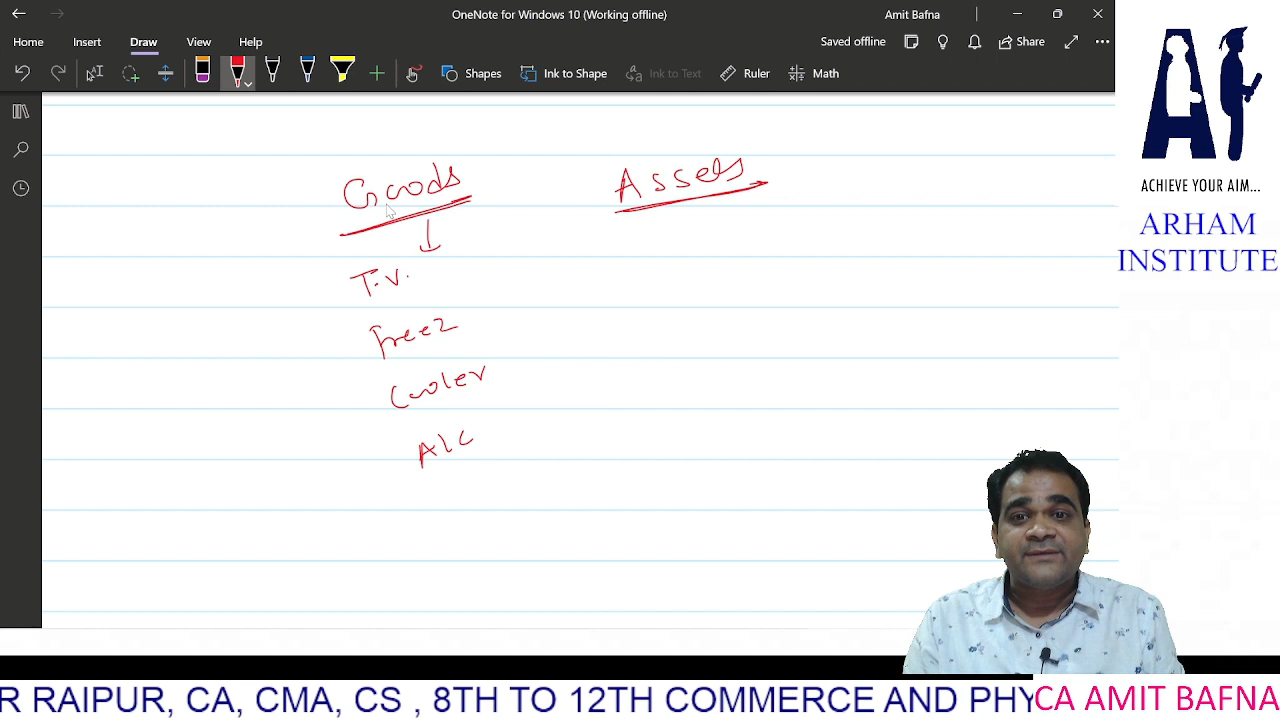 OneNote for Windows 10 (Working offline)
Amit Bafna
Home Insert Draw View Help
Saved offline
Share
Shapes
Ink to Shape
Ink to Text
Ruler
Math
Goods
Assets
T.V.
Freez
Cooler
A/C
AI
ACHIEVE YOUR AIM...
ARHAM
INSTITUTE
R RAIPUR, CA, CMA, CS , 8TH TO 12TH COMMERCE AND PHY
CA AMIT BAFNA